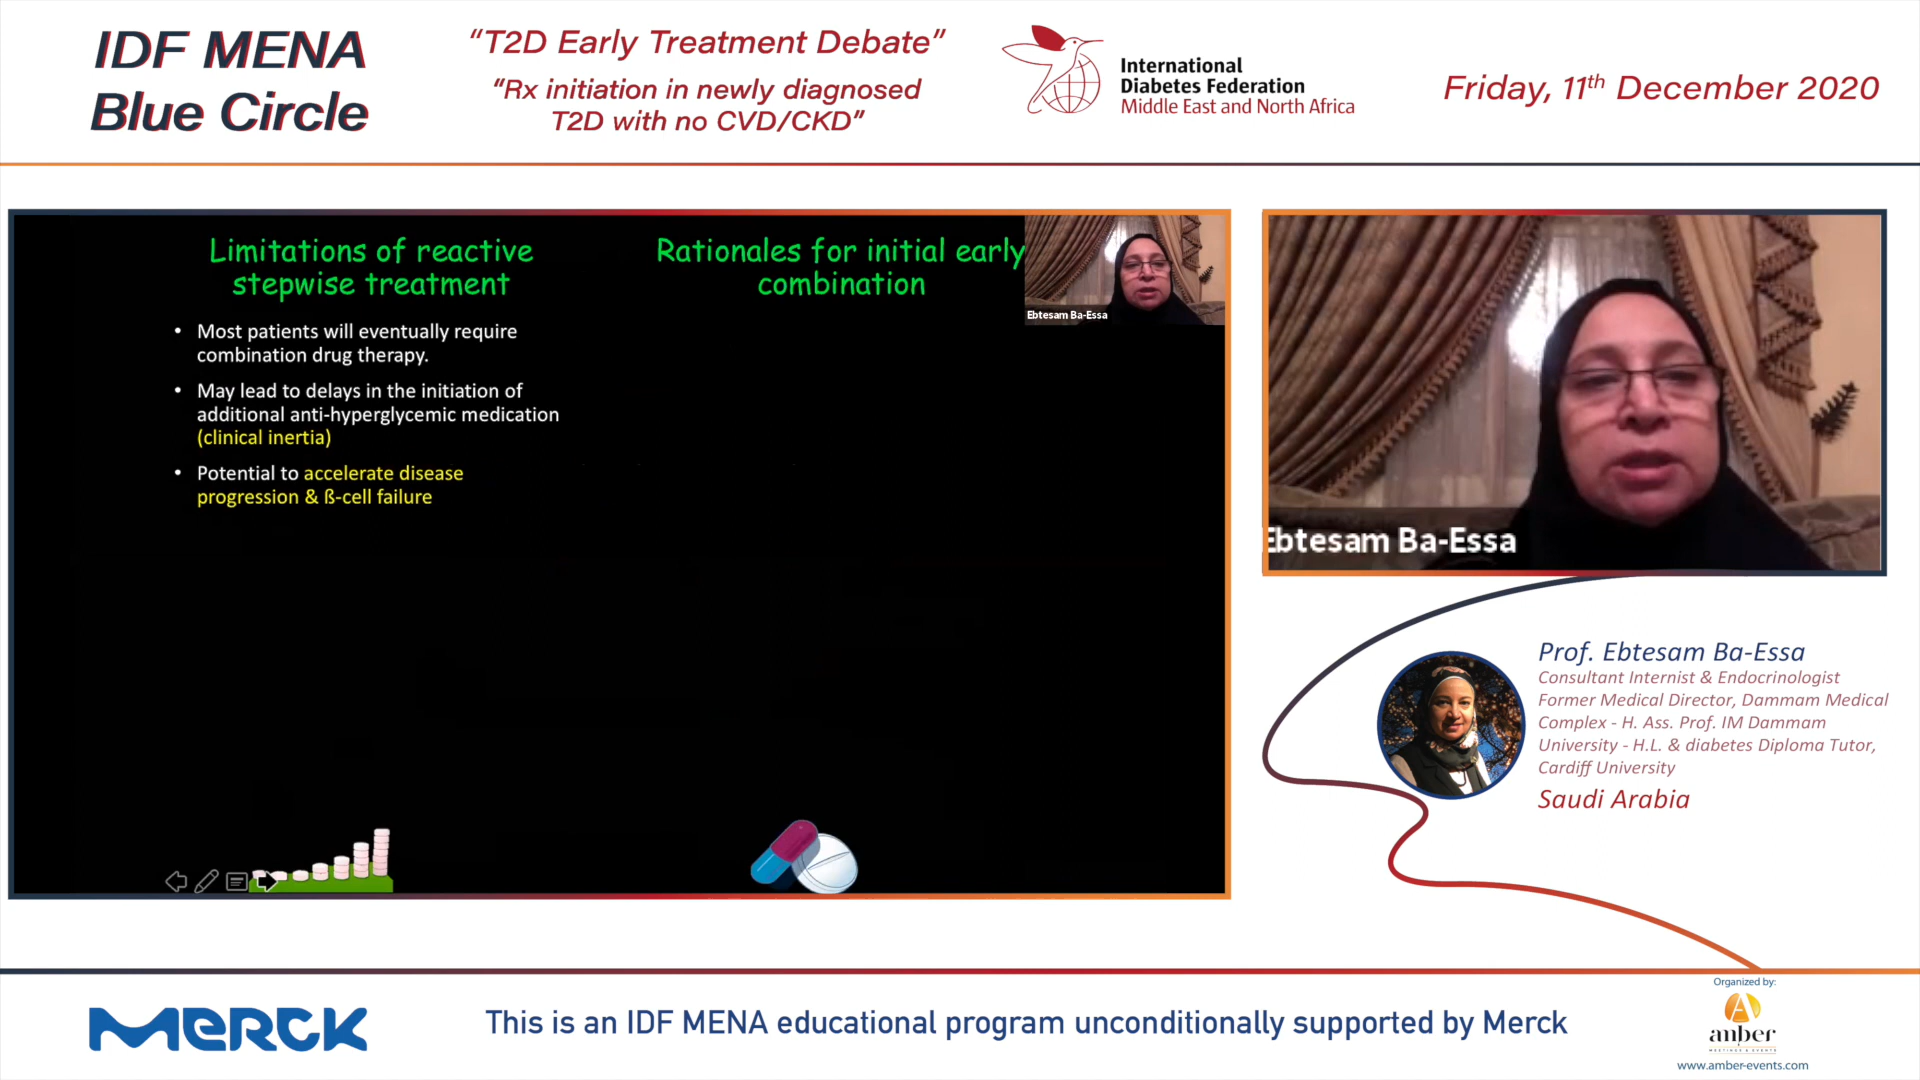 IDF MENA
Blue Circle
“T2D Early Treatment Debate”
“Rx initiation in newly diagnosed
T2D with no CVD/CKD”
International
Diabetes Federation
Middle East and North Africa
Friday, 11th December 2020
Limitations of reactive
stepwise treatment
• Most patients will eventually require
combination drug therapy.
• May lead to delays in the initiation of
additional anti-hyperglycemic medication
(clinical inertia)
• Potential to accelerate disease
progression & ß-cell failure
Rationales for initial early
combination
Ebtesam Ba-Essa
Ebtesam Ba-Essa
Prof. Ebtesam Ba-Essa
Consultant Internist & Endocrinologist
Former Medical Director, Dammam Medical
Complex - H. Ass. Prof. IM Dammam
University - H.L. & diabetes Diploma Tutor,
Cardiff University
Saudi Arabia
MERCK
This is an IDF MENA educational program unconditionally supported by Merck
Organized by:
amber
MEETINGS & EVENTS
www.amber-events.com